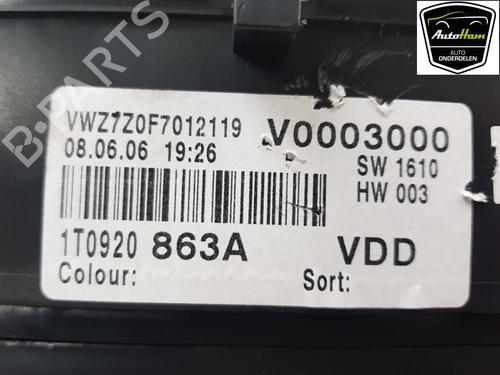 AutoHam
AUTO
ONDERDELEN
B-PARTS
VWZ7Z0F7012119 V0003000
08.06.06 19:26 SW 1610
HW 003
1T0920 863A VDD
Colour: Sort: